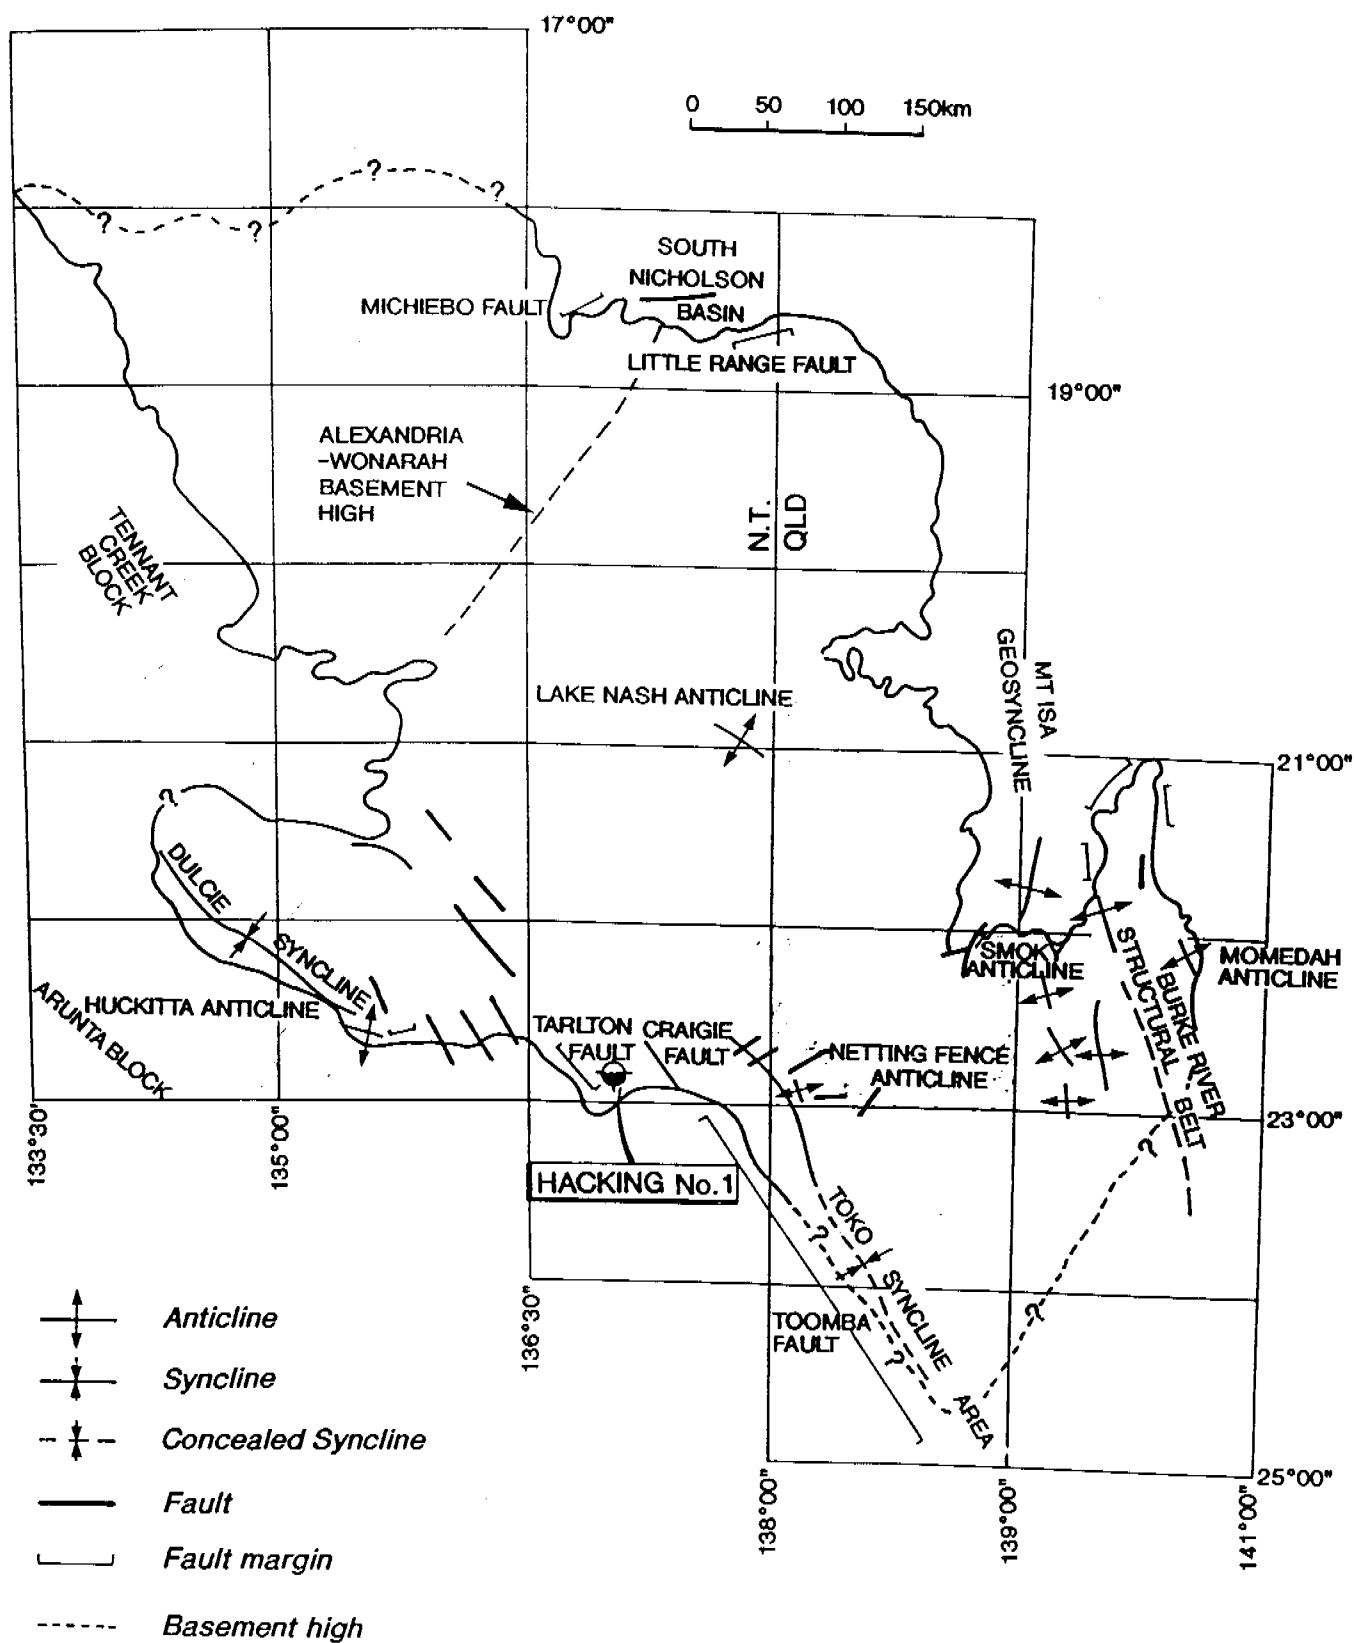 17°00"
0 50 100 150km
?
?
?
?
SOUTH
NICHOLSON
BASIN
MICHIEBO FAULT
LITTLE RANGE FAULT
19°00"
ALEXANDRIA
-WONARAH
BASEMENT
HIGH
N.T.
QLD
TENNANT
CREEK
BLOCK
MT ISA
GEOSYNCLINE
LAKE NASH ANTICLINE
21°00"
?
DULCIE
SYNCLINE
SMOKY
ANTICLINE
MOMEDAH
ANTICLINE
HUCKITTA ANTICLINE
ARUNTA BLOCK
BURKE RIVER
STRUCTURAL
BELT
TARLTON
FAULT
CRAIGIE
FAULT
NETTING FENCE
ANTICLINE
23°00"
133°30'
135°00"
HACKING No.1
?
TOKO
SYNCLINE
AREA
?
?
?
TOOMBA
FAULT
136°30"
138°00"
139°00"
141°00"
25°00"
Anticline
Syncline
Concealed Syncline
Fault
Fault margin
Basement high